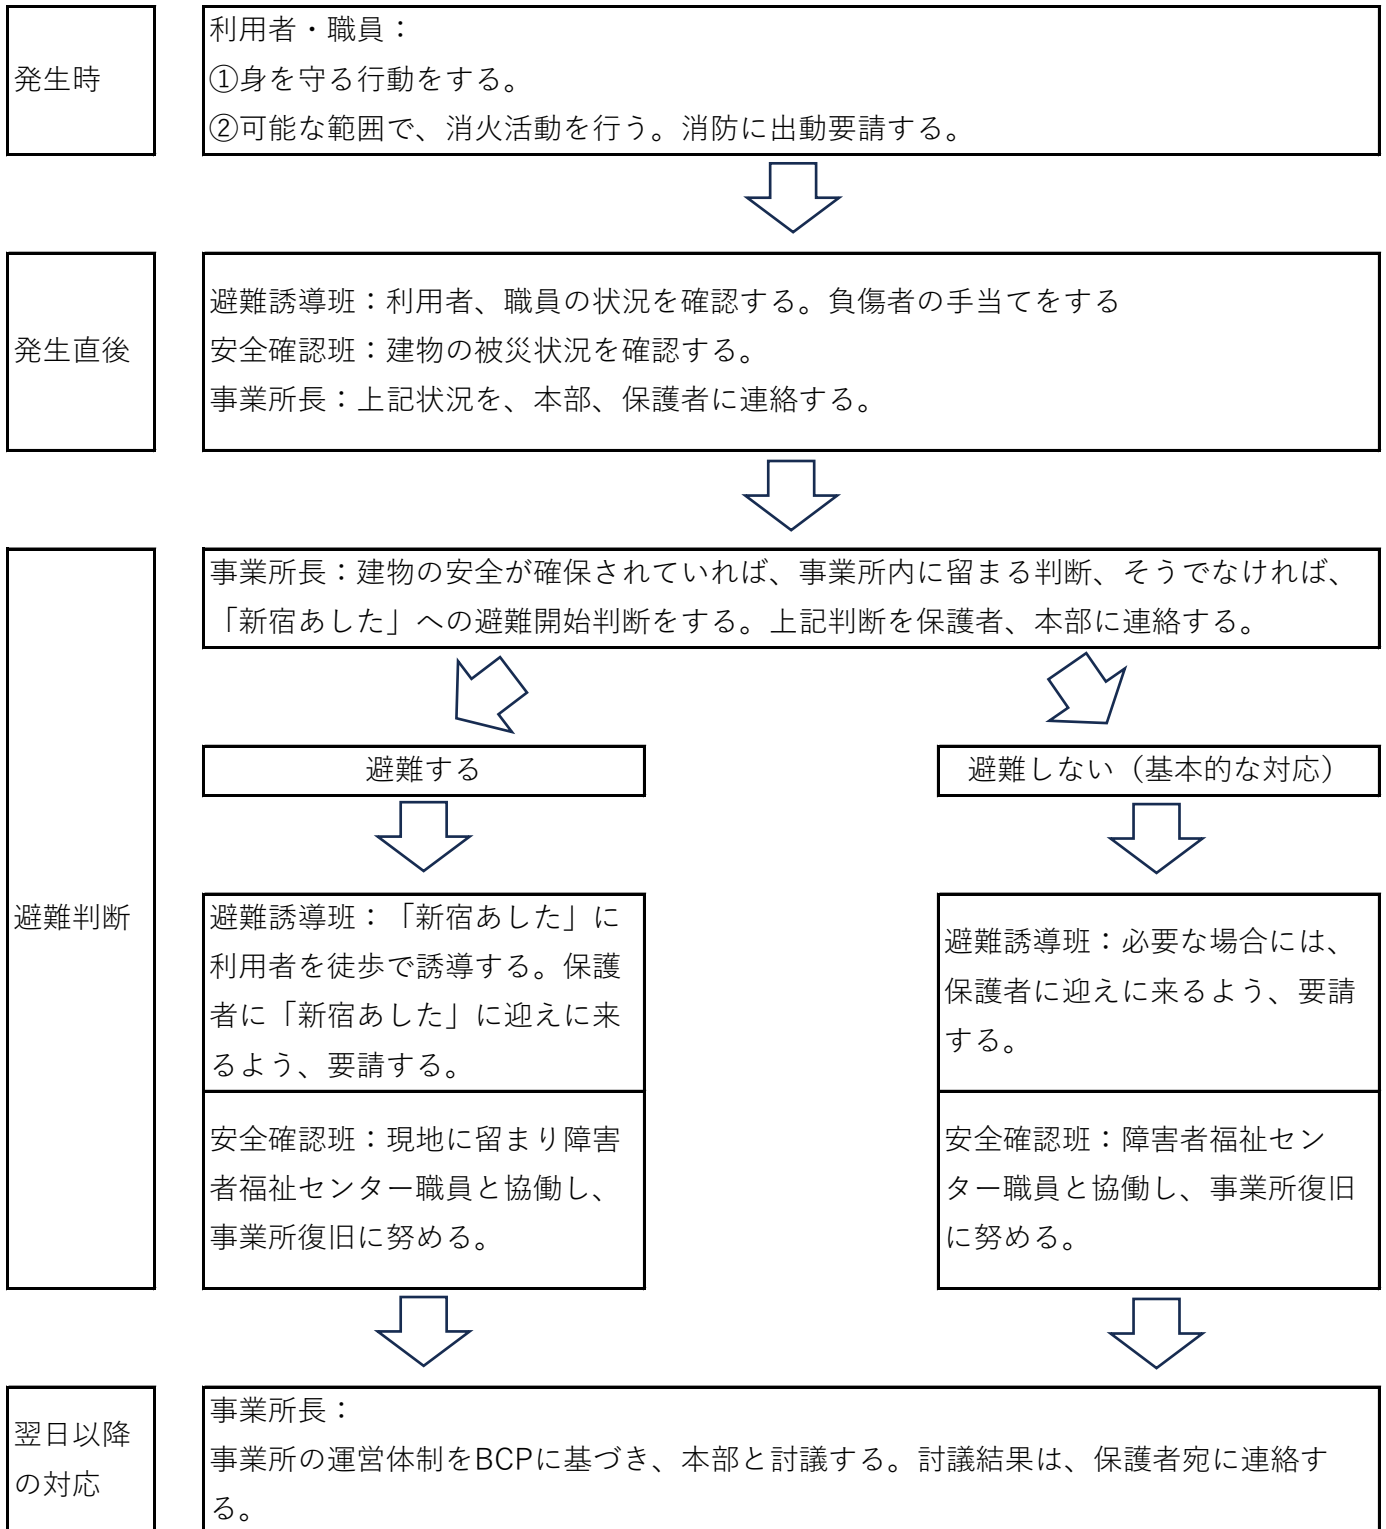 発生時
利用者・職員：
①身を守る行動をする。
②可能な範囲で、消火活動を行う。消防に出動要請する。
発生直後
避難誘導班：利用者、職員の状況を確認する。負傷者の手当てをする
安全確認班：建物の被災状況を確認する。
事業所長：上記状況を、本部、保護者に連絡する。
避難判断
事業所長：建物の安全が確保されていれば、事業所内に留まる判断、そうでなければ、
「新宿あした」への避難開始判断をする。上記判断を保護者、本部に連絡する。
避難する
避難誘導班：「新宿あした」に
利用者を徒歩で誘導する。保護
者に「新宿あした」に迎えに来
るよう、要請する。
安全確認班：現地に留まり障害
者福祉センター職員と協働し、
事業所復旧に努める。
避難しない（基本的な対応）
避難誘導班：必要な場合には、
保護者に迎えに来るよう、要請
する。
安全確認班：障害者福祉セン
ター職員と協働し、事業所復旧
に努める。
翌日以降
の対応
事業所長：
事業所の運営体制をBCPに基づき、本部と討議する。討議結果は、保護者宛に連絡す
る。